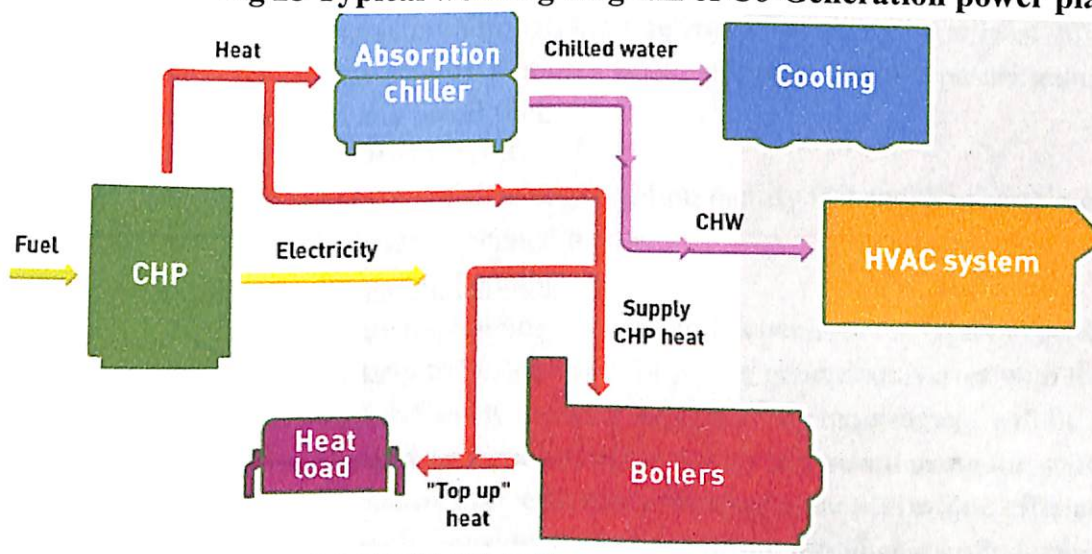 Typical
Heat
Absorption
chiller
Chilled water
Cooling
Fuel
CHP
Electricity
CHW
HVAC system
Supply
CHP heat
Heat
load
"Top up"
heat
Boilers